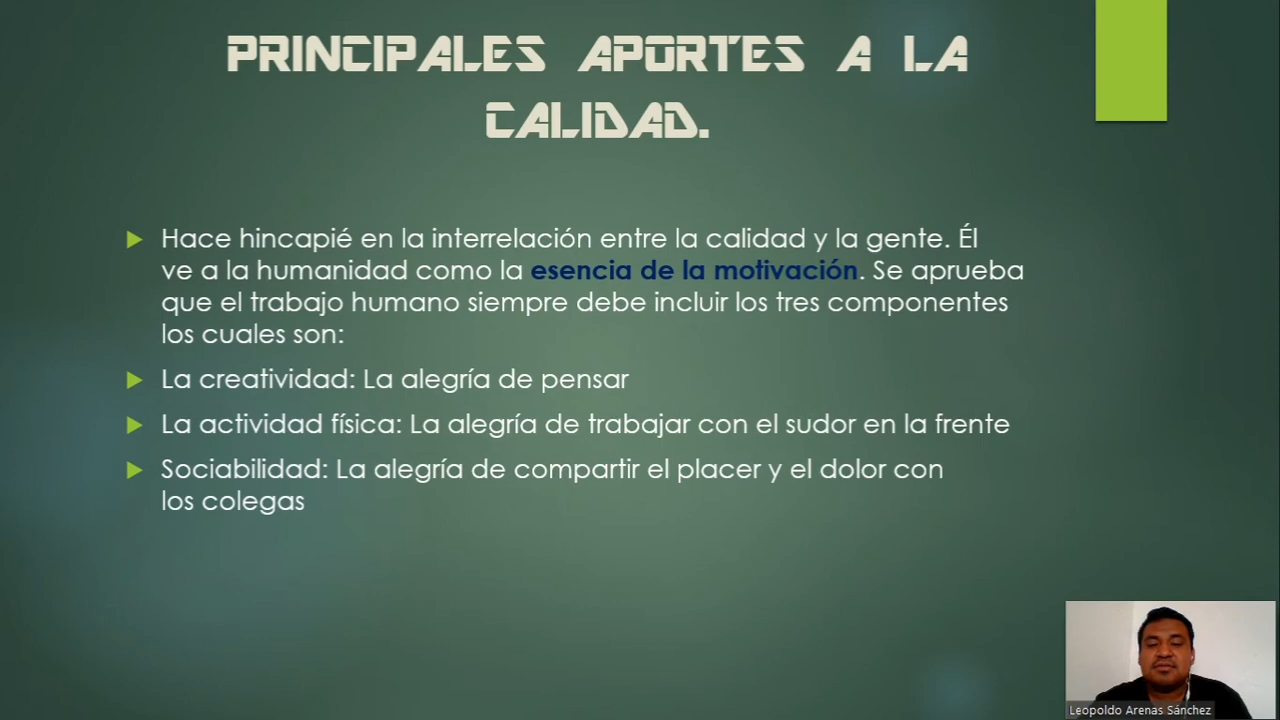 PRINCIPALES APORTES A LA
CALIDAD.
Hace hincapié en la interrelación entre la calidad y la gente. Él
ve a la humanidad como la esencia de la motivación. Se aprueba
que el trabajo humano siempre debe incluir los tres componentes
los cuales son:
La creatividad: La alegría de pensar
La actividad física: La alegría de trabajar con el sudor en la frente
Sociabilidad: La alegría de compartir el placer y el dolor con
los colegas
Leopoldo Arenas Sánchez